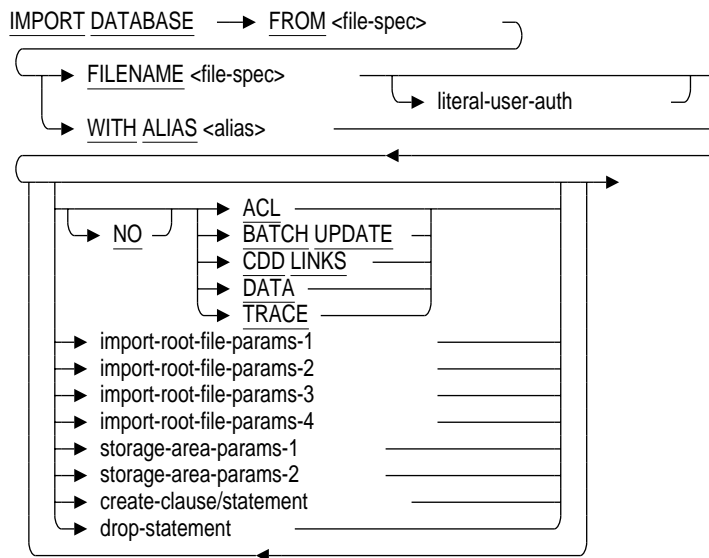 IMPORT DATABASE FROM <file-spec>
FILENAME <file-spec>
literal-user-auth
WITH ALIAS <alias>
NO
ACL
BATCH UPDATE
CDD LINKS
DATA
TRACE
import-root-file-params-1
import-root-file-params-2
import-root-file-params-3
import-root-file-params-4
storage-area-params-1
storage-area-params-2
create-clause/statement
drop-statement